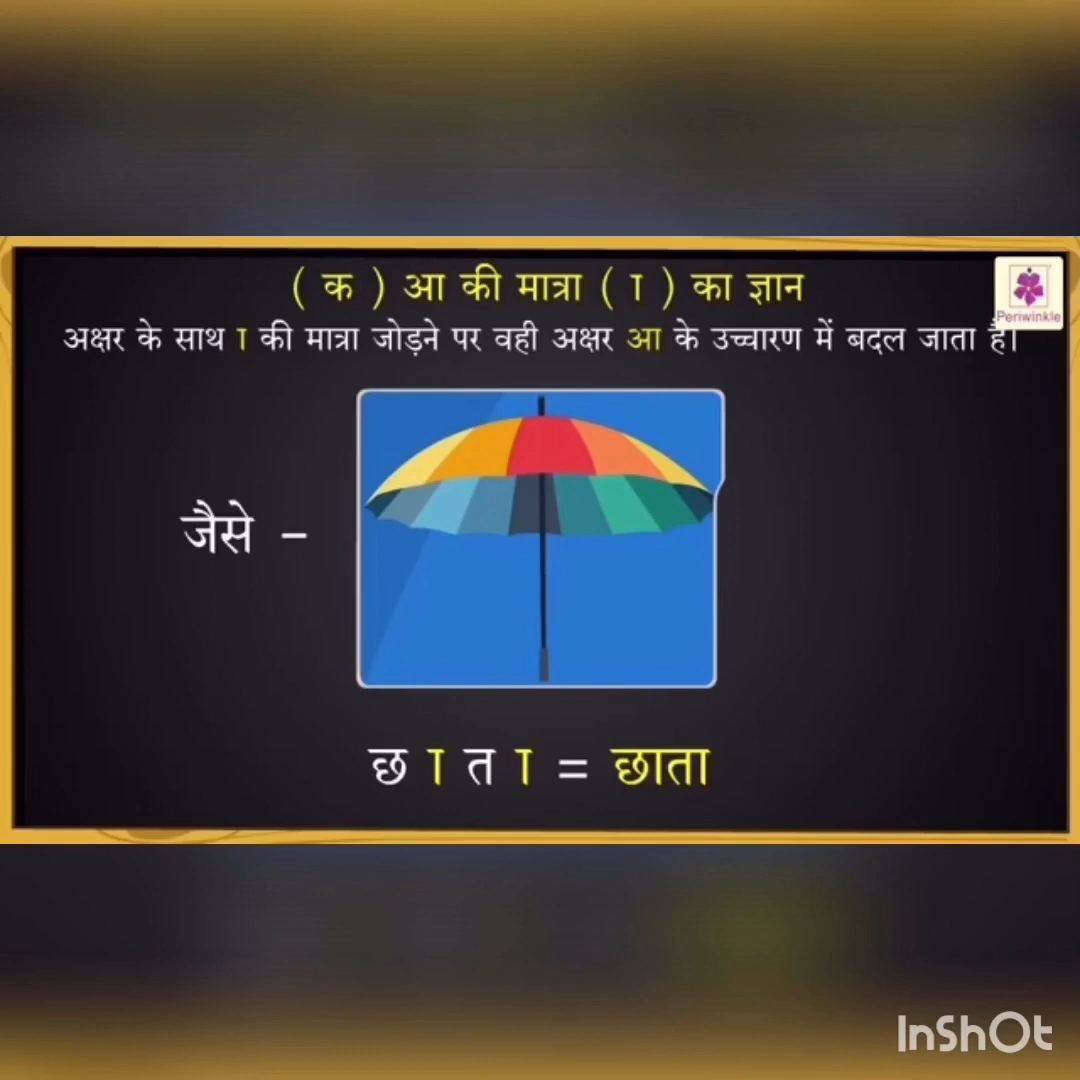 ( क ) आ की मात्रा ( ा ) का ज्ञान
Periwinkle
अक्षर के साथ ा की मात्रा जोड़ने पर वही अक्षर आ के उच्चारण में बदल जाता है।
जैसे –
छ ा त ा = छाता
InShOt